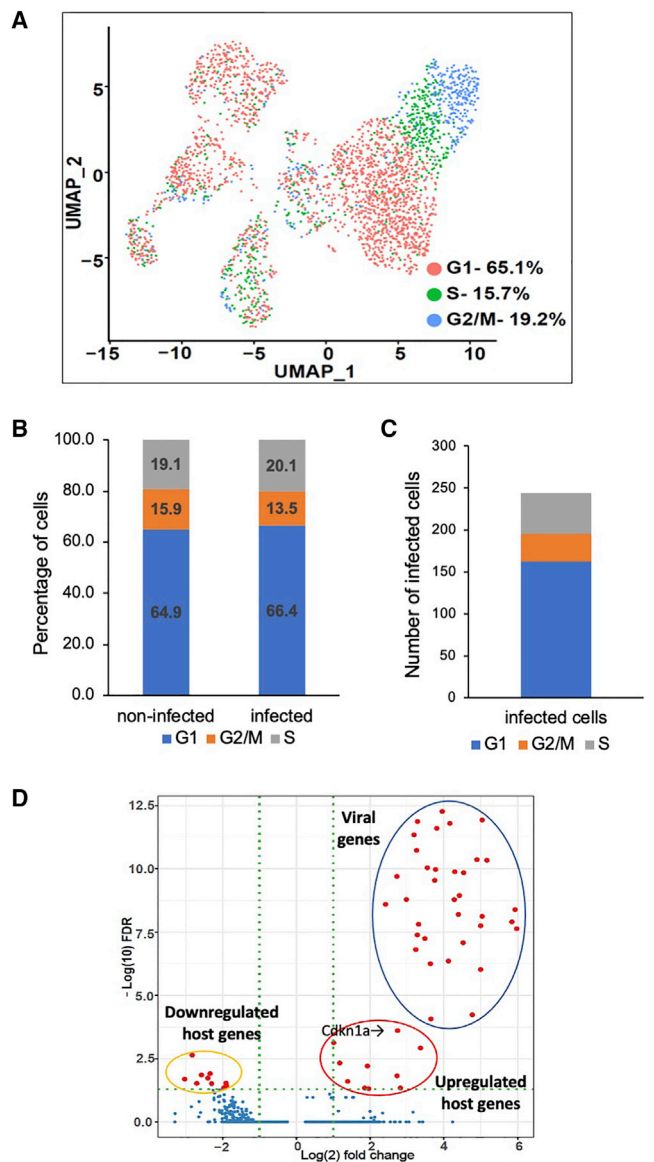 A
UMAP_2
5
0
−5
G1- 65.1%
S- 15.7%
G2/M- 19.2%
−15 −10 −5 0 5 10
UMAP_1
B
Percentage of cells
100.0
80.0
60.0
40.0
20.0
0.0
19.1 20.1
15.9 13.5
64.9 66.4
non-infected infected
G1 G2/M S
C
Number of infected cells
300
250
200
150
100
50
0
infected cells
G1 G2/M S
D
- Log(10) FDR
12.5
10.0
7.5
5.0
2.5
0.0
Viral
genes
Downregulated
host genes
Cdkn1a→
Upregulated
host genes
−2 0 2 4 6
Log(2) fold change